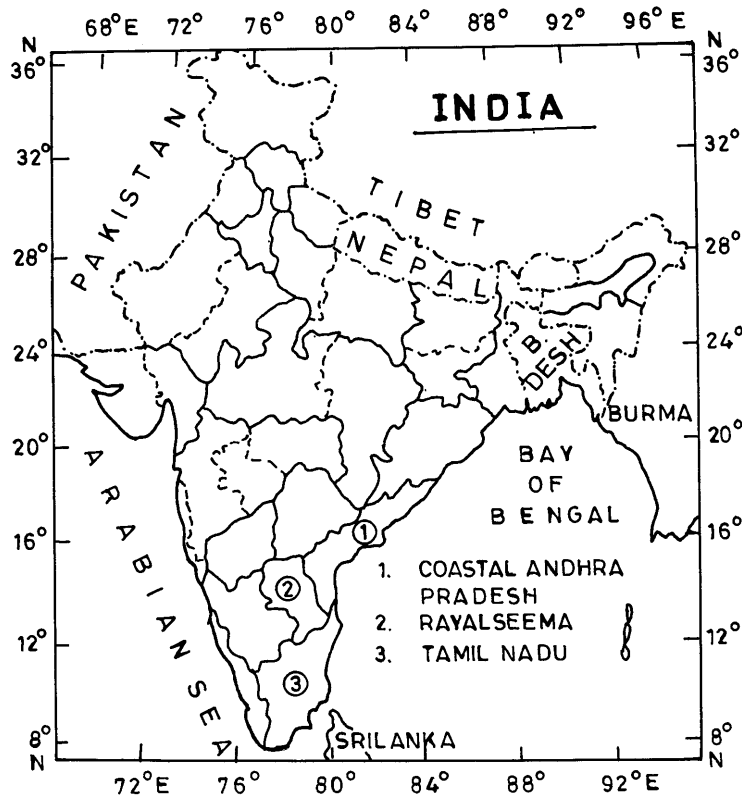 68°E 72° 76° 80° 84° 88° 92° 96°E
N N
36° 36°
INDIA
32° 32°
PAKISTAN
TIBET
NEPAL
28° 28°
24° 24°
B.
DESH
BURMA
20° 20°
ARABIAN SEA
BAY
OF
BENGAL
16° 16°
1
1. COASTAL ANDHRA
PRADESH
2
2. RAYALSEEMA
12° 12°
3. TAMIL NADU
3
SRILANKA
8° 8°
N N
72°E 76° 80° 84° 88° 92°E